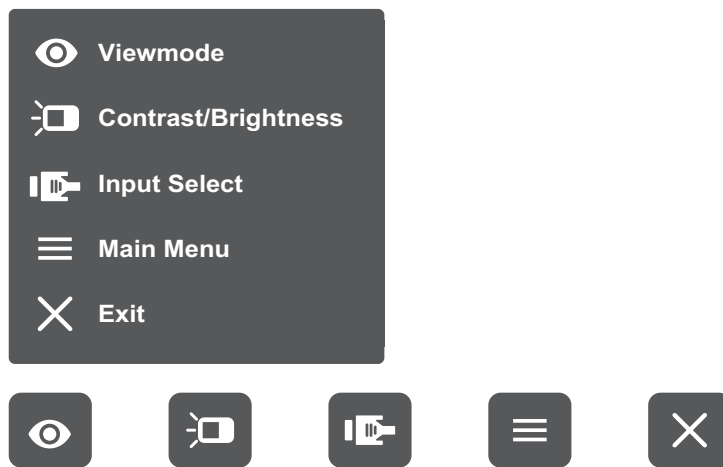 Viewmode
Contrast/Brightness
Input Select
Main Menu
Exit